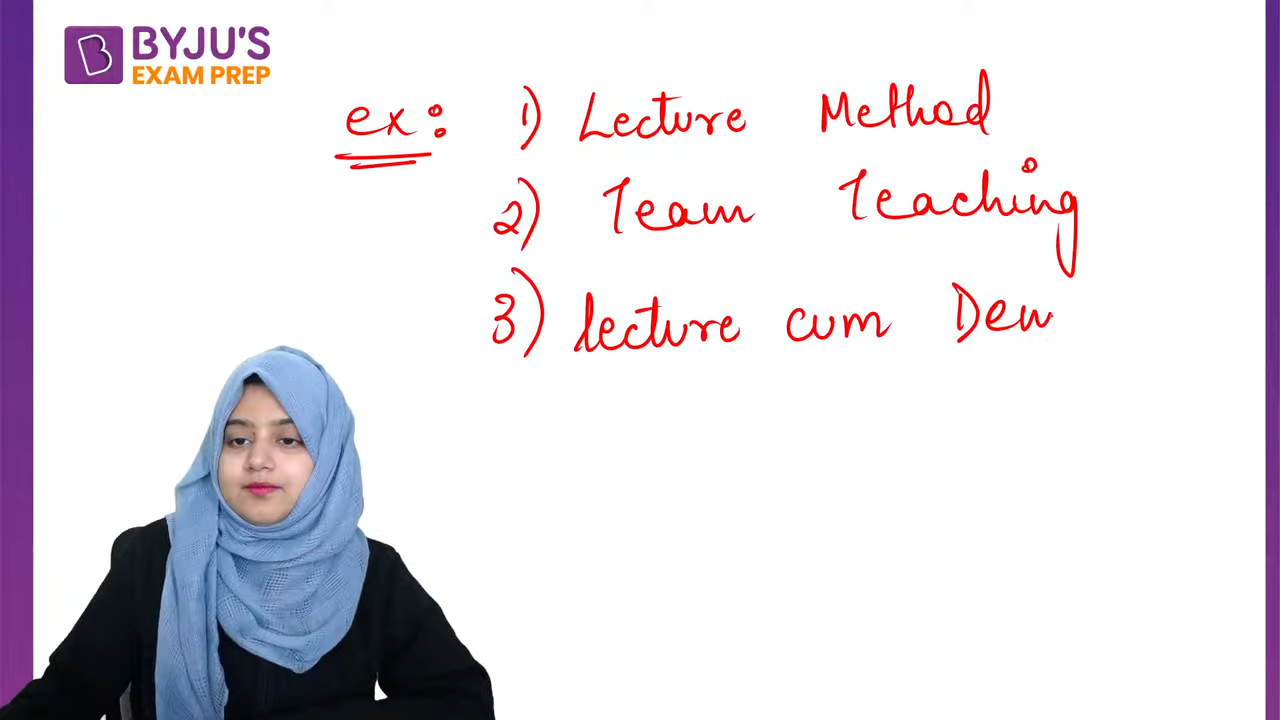 BYJU'S
EXAM PREP
ex: 1) Lecture Method
2) Team Teaching
3) lecture cum Dem